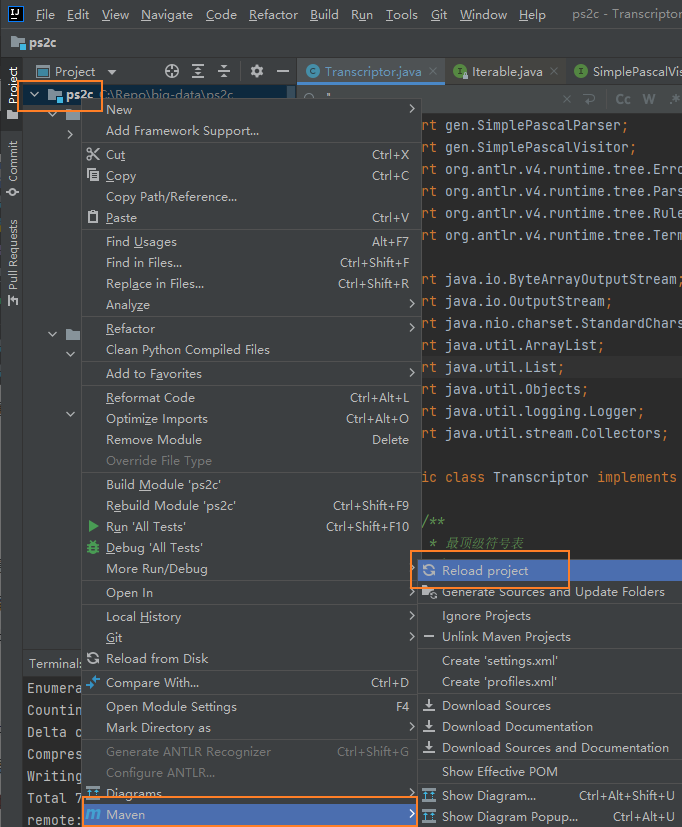 File Edit View Navigate Code Refactor Build Run Tools Git Window Help ps2c - Transcriptor
ps2c
Project
Transcriptor.java
Iterable.java
SimplePascalVis
Project
Commit
Pull Requests
ps2c C:\Repo\big-data\ps2c
Cc W .*
New
Add Framework Support...
Cut Ctrl+X
Copy Ctrl+C
Copy Path/Reference...
Paste Ctrl+V
Find Usages Alt+F7
Find in Files... Ctrl+Shift+F
Replace in Files... Ctrl+Shift+R
Analyze
Refactor
Clean Python Compiled Files
Add to Favorites
Reformat Code Ctrl+Alt+L
Optimize Imports Ctrl+Alt+O
Remove Module Delete
Override File Type
Build Module 'ps2c'
Rebuild Module 'ps2c' Ctrl+Shift+F9
Run 'All Tests' Ctrl+Shift+F10
Debug 'All Tests'
More Run/Debug
Open In
Local History
Git
Reload from Disk
Compare With... Ctrl+D
Open Module Settings F4
Mark Directory as
Generate ANTLR Recognizer Ctrl+Shift+G
Configure ANTLR...
Diagrams
Maven
rt gen.SimplePascalParser;
rt gen.SimplePascalVisitor;
rt org.antlr.v4.runtime.tree.Erro
rt org.antlr.v4.runtime.tree.Pars
rt org.antlr.v4.runtime.tree.Rule
rt org.antlr.v4.runtime.tree.Term
rt java.io.ByteArrayOutputStream;
rt java.io.OutputStream;
rt java.nio.charset.StandardChars
rt java.util.ArrayList;
rt java.util.List;
rt java.util.Objects;
rt java.util.logging.Logger;
rt java.util.stream.Collectors;
ic class Transcriptor implements
/**
* 最顶级符号表
Reload project
Generate Sources and Update Folders
Ignore Projects
Unlink Maven Projects
Create 'settings.xml'
Create 'profiles.xml'
Download Sources
Download Documentation
Download Sources and Documentation
Show Effective POM
Show Diagram... Ctrl+Alt+Shift+U
Show Diagram Popup... Ctrl+Alt+U
Terminal:
Enumera
Countin
Delta c
Compres
Writing
Total 7
remote: